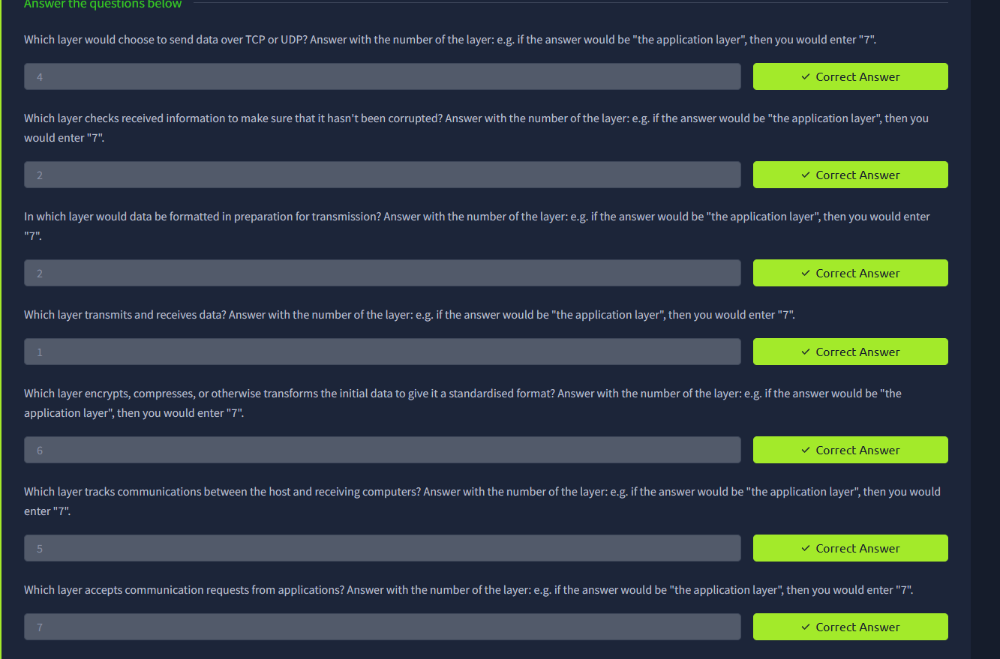 Answer the questions below
Which layer would choose to send data over TCP or UDP? Answer with the number of the layer: e.g. if the answer would be "the application layer", then you would enter "7".
4
✓ Correct Answer
Which layer checks received information to make sure that it hasn't been corrupted? Answer with the number of the layer: e.g. if the answer would be "the application layer", then you
would enter "7".
2
✓ Correct Answer
In which layer would data be formatted in preparation for transmission? Answer with the number of the layer: e.g. if the answer would be "the application layer", then you would enter
"7".
2
✓ Correct Answer
Which layer transmits and receives data? Answer with the number of the layer: e.g. if the answer would be "the application layer", then you would enter "7".
1
✓ Correct Answer
Which layer encrypts, compresses, or otherwise transforms the initial data to give it a standardised format? Answer with the number of the layer: e.g. if the answer would be "the
application layer", then you would enter "7".
6
✓ Correct Answer
Which layer tracks communications between the host and receiving computers? Answer with the number of the layer: e.g. if the answer would be "the application layer", then you would
enter "7".
5
✓ Correct Answer
Which layer accepts communication requests from applications? Answer with the number of the layer: e.g. if the answer would be "the application layer", then you would enter "7".
7
✓ Correct Answer